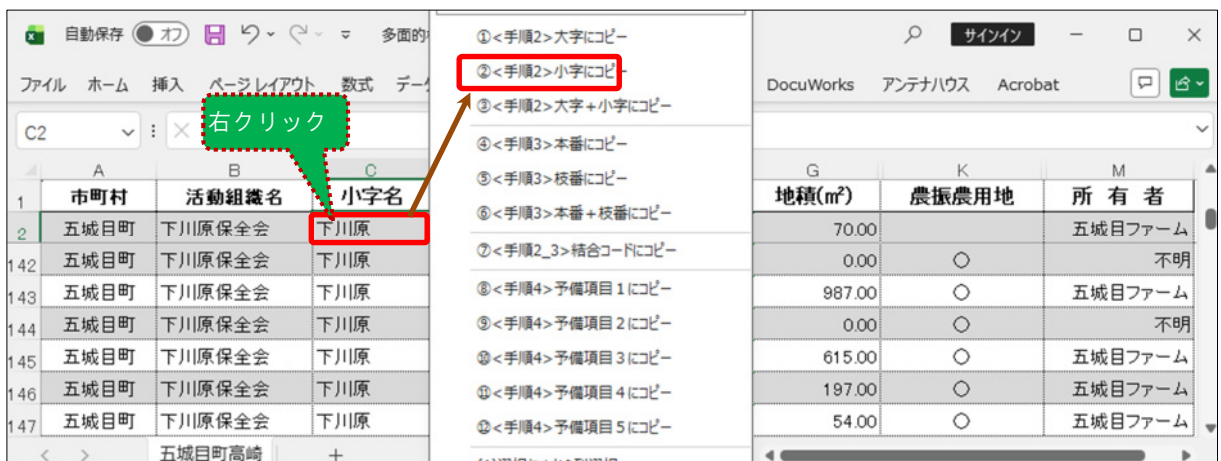 自動保存 オフ 多面的 サインイン
ファイル ホーム 挿入 ページ レイアウト 数式 データ DocuWorks アンテナハウス Acrobat
右クリック
C2
①<手順2>大字にコピー
②<手順2>小字にコピー
③<手順2>大字+小字にコピー
④<手順3>本番にコピー
⑤<手順3>枝番にコピー
⑥<手順3>本番+枝番にコピー
⑦<手順2_3>結合コードにコピー
⑧<手順4>予備項目1にコピー
⑨<手順4>予備項目2にコピー
⑩<手順4>予備項目3にコピー
⑪<手順4>予備項目4にコピー
⑫<手順4>予備項目5にコピー
A B C G K M
1 市町村 活動組織名 小字名 地積(㎡) 農振農用地 所有者
2 五城目町 下川原保全会 下川原 70.00 五城目ファーム
142 五城目町 下川原保全会 下川原 0.00 ○ 不明
143 五城目町 下川原保全会 下川原 987.00 ○ 五城目ファーム
144 五城目町 下川原保全会 下川原 0.00 ○ 不明
145 五城目町 下川原保全会 下川原 615.00 ○ 五城目ファーム
146 五城目町 下川原保全会 下川原 197.00 ○ 五城目ファーム
147 五城目町 下川原保全会 下川原 54.00 ○ 五城目ファーム
五城目町高崎